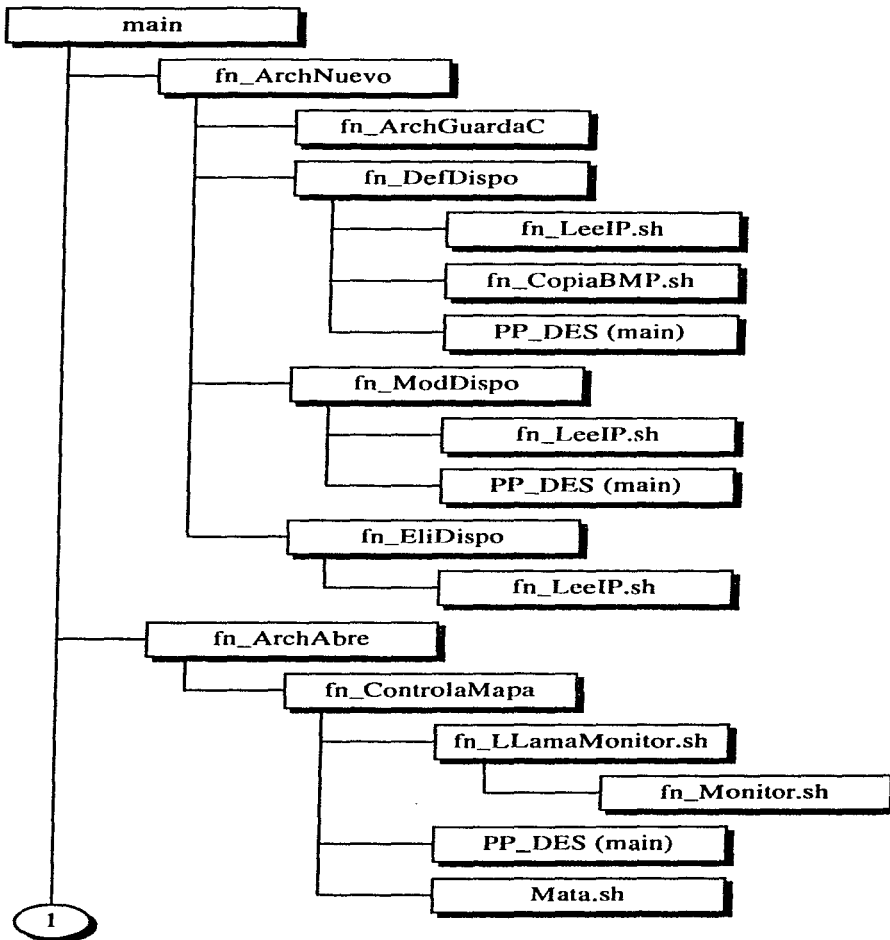 main
fn_ArchNuevo
fn_ArchGuardaC
fn_DefDispo
fn_LeeIP.sh
fn_CopiaBMP.sh
PP_DES (main)
fn_ModDispo
fn_LeeIP.sh
PP_DES (main)
fn_EliDispo
fn_LeeIP.sh
fn_ArchAbre
fn_ControlaMapa
fn_LLamaMonitor.sh
fn_Monitor.sh
PP_DES (main)
Mata.sh
1